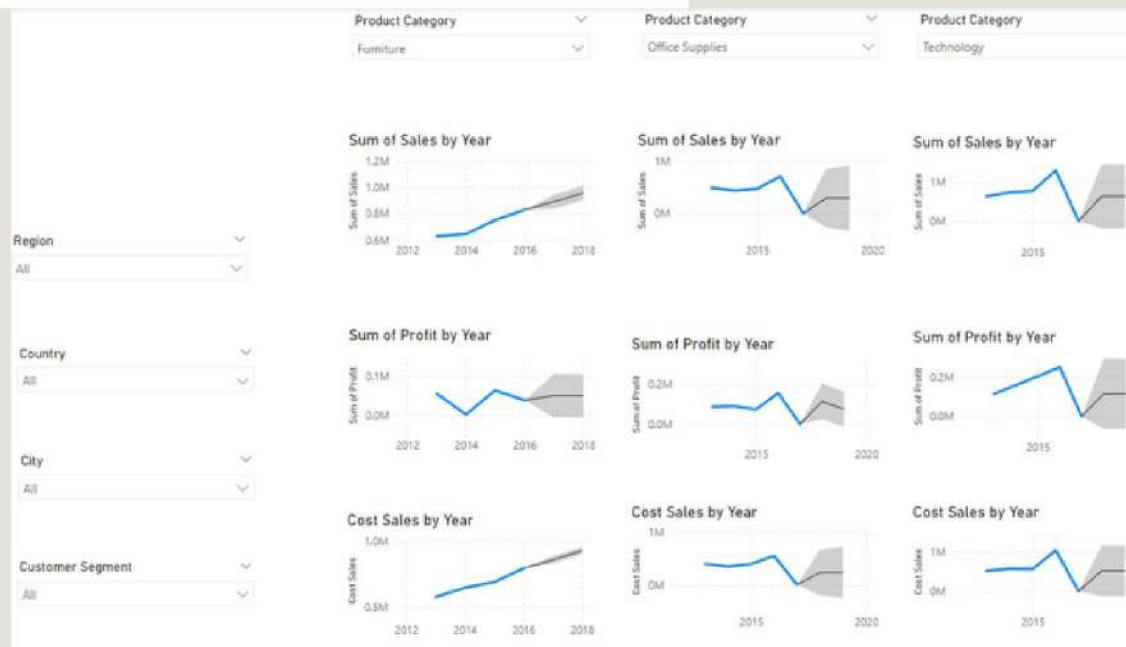 Product Category
Furniture
Product Category
Office Supplies
Product Category
Technology
Region
All
Country
All
City
All
Customer Segment
All
Sum of Sales by Year
1.2M
1.0M
0.8M
0.6M
Sum of Sales
2012 2014 2016 2018
Sum of Sales by Year
1M
0M
Sum of Sales
2015 2020
Sum of Sales by Year
1M
0M
Sum of Sales
2015
Sum of Profit by Year
0.1M
0.0M
Sum of Profit
2012 2014 2016 2018
Sum of Profit by Year
0.2M
0.0M
Sum of Profit
2015 2020
Sum of Profit by Year
0.2M
0.0M
Sum of Profit
2015
Cost Sales by Year
1.0M
0.5M
Cost Sales
2012 2014 2016 2018
Cost Sales by Year
1M
0M
Cost Sales
2015 2020
Cost Sales by Year
1M
0M
Cost Sales
2015